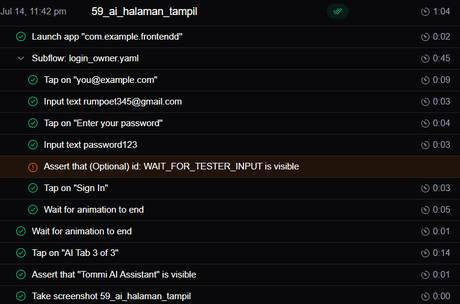 Jul 14, 11:42 pm 59_ai_halaman_tampil 1:04
Launch app "com.example.frontendd" 0:02
Subflow: login_owner.yaml 0:45
Tap on "you@example.com" 0:09
Input text rumpoet345@gmail.com 0:03
Tap on "Enter your password" 0:04
Input text password123 0:03
Assert that (Optional) id: WAIT_FOR_TESTER_INPUT is visible
Tap on "Sign In" 0:03
Wait for animation to end 0:05
Wait for animation to end 0:01
Tap on "AI Tab 3 of 3" 0:14
Assert that "Tommi AI Assistant" is visible 0:01
Take screenshot 59_ai_halaman_tampil 0:00